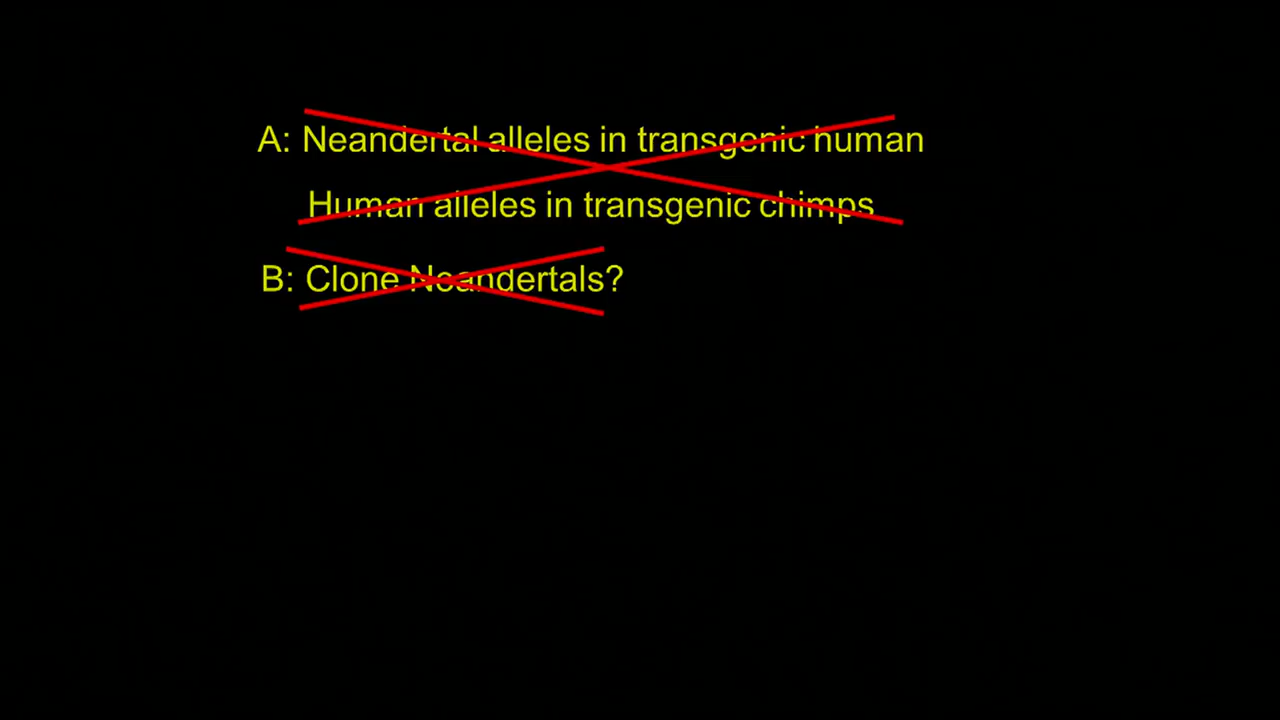 A: Neandertal alleles in transgenic human
Human alleles in transgenic chimps
B: Clone Neandertals?